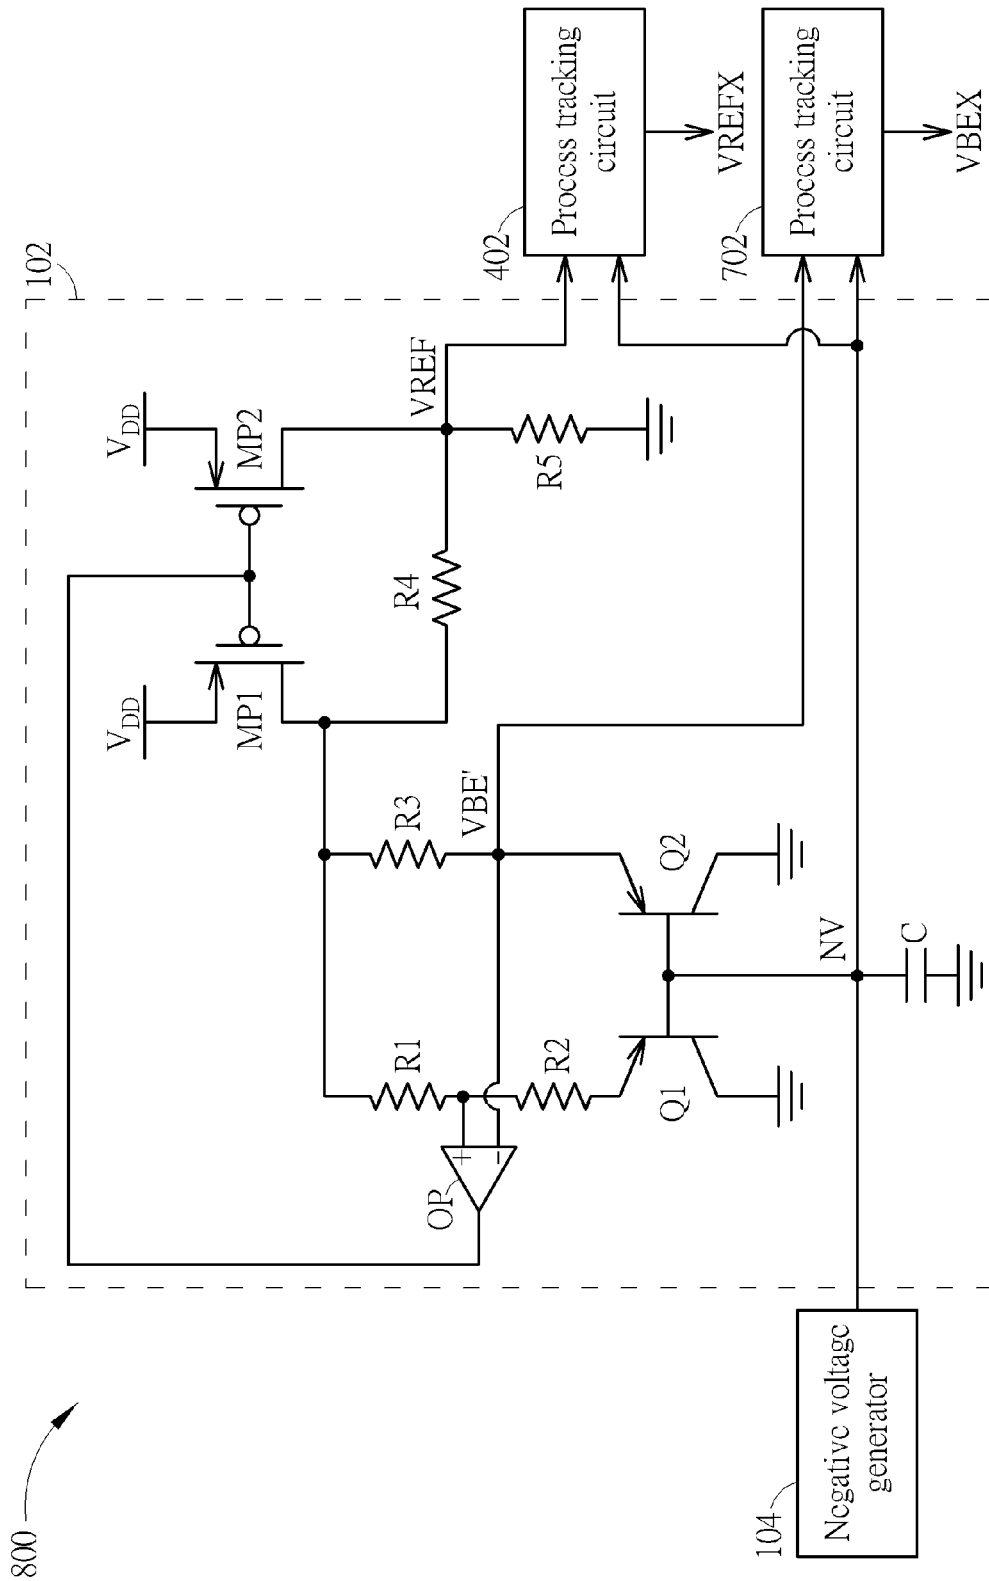 800
102
V_DD
V_DD
MP1
MP2
R1
R2
R3
R4
R5
VREF
VBE'
OP
+
-
Q1
Q2
NV
C
104
Negative voltage
generator
402
Process tracking
circuit
VREFX
702
Process tracking
circuit
VBEX